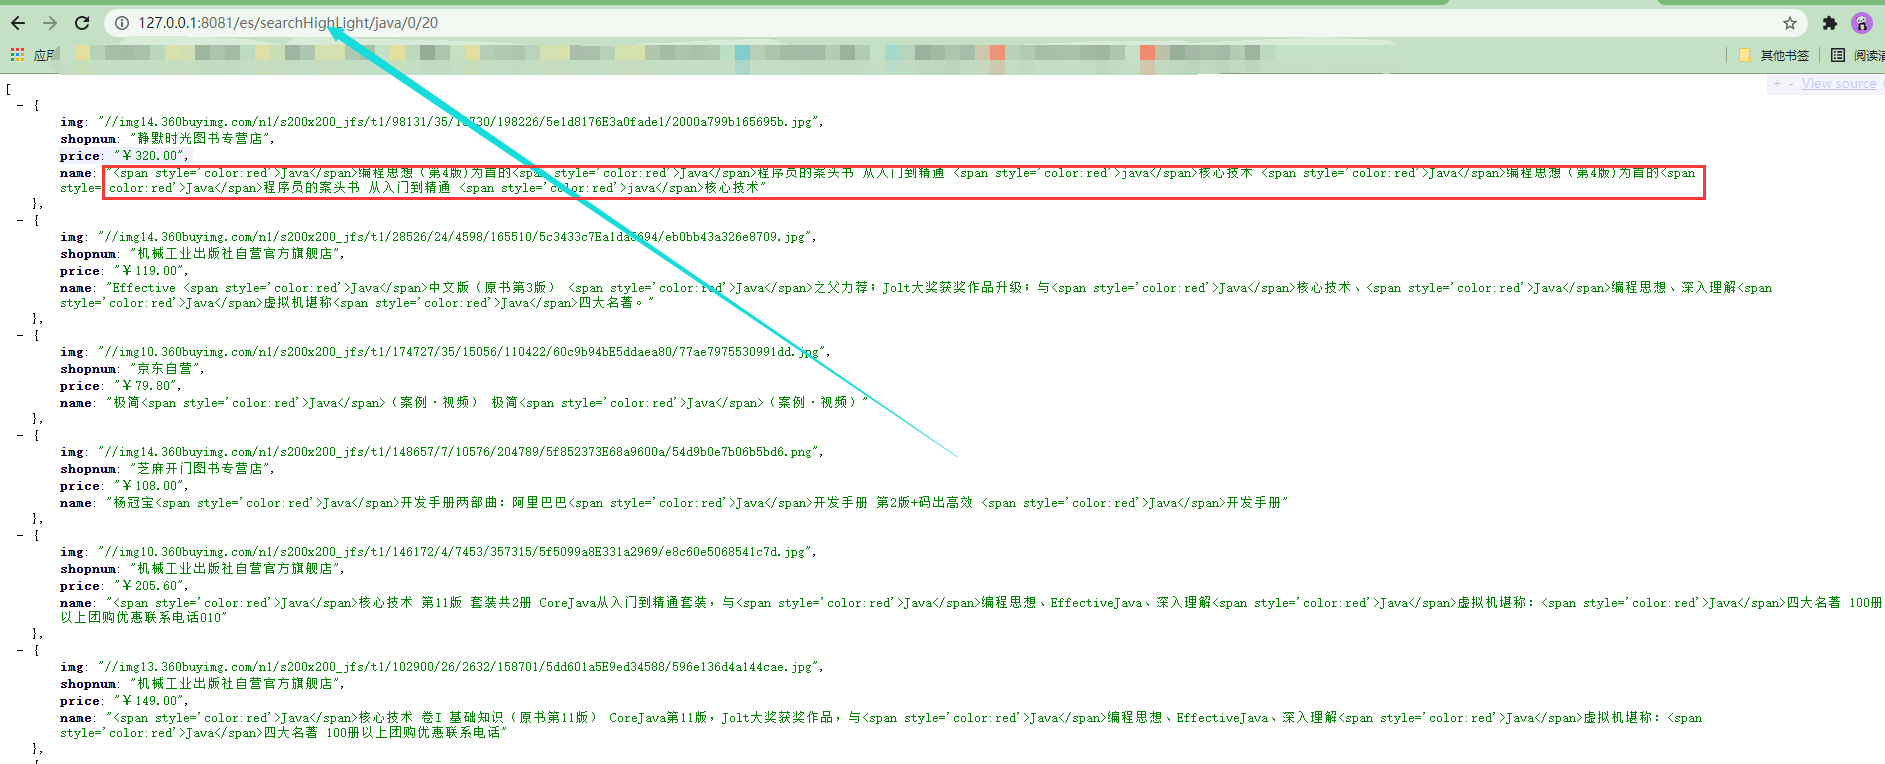 127.0.0.1:8081/es/searchHighLight/java/0/20
应用
其他书签
阅读清
+ - View source
[
- {
img: "//img14.360buyimg.com/n1/s200x200_jfs/t1/98131/35/
730/198226/5e1d8176E3a0fade1/2000a799b165695b.jpg",
shopnum: "静默时光图书专营店",
price: "¥320.00",
name: "<span style='color:red'>Java</span>编程思想（第4版)为首的<span style='color:red'>Java</span>程序员的案头书 从入门到精通 <span style='color:red'>java</span>核心技术 <span style='color:red'>Java</span>编程思想（第4版)为首的<span
style='color:red'>Java</span>程序员的案头书 从入门到精通 <span style='color:red'>java</span>核心技术"
},
- {
img: "//img14.360buyimg.com/n1/s200x200_jfs/t1/28526/24/4598/165510/5c3433c7Ea1da5694/eb0bb43a326e8709.jpg",
shopnum: "机械工业出版社自营官方旗舰店",
price: "¥119.00",
name: "Effective <span style='color:red'>Java</span>中文版（原书第3版） <span style='color:red'>Java</span>之父力荐；Jolt大奖获奖作品升级；与<span style='color:red'>Java</span>核心技术、<span style='color:red'>Java</span>编程思想、深入理解<span
style='color:red'>Java</span>虚拟机堪称<span style='color:red'>Java</span>四大名著。"
},
- {
img: "//img10.360buyimg.com/n1/s200x200_jfs/t1/174727/35/15056/110422/60c9b94bE5ddaea80/77ae7975530991dd.jpg",
shopnum: "京东自营",
price: "¥79.80",
name: "极简<span style='color:red'>Java</span>（案例·视频） 极简<span style='color:red'>Java</span>（案例·视频）"
},
- {
img: "//img14.360buyimg.com/n1/s200x200_jfs/t1/148657/7/10576/204789/5f852373E68a9600a/54d9b0e7b06b5bd6.png",
shopnum: "芝麻开门图书专营店",
price: "¥108.00",
name: "杨冠宝<span style='color:red'>Java</span>开发手册两部曲：阿里巴巴<span style='color:red'>Java</span>开发手册 第2版+码出高效 <span style='color:red'>Java</span>开发手册"
},
- {
img: "//img10.360buyimg.com/n1/s200x200_jfs/t1/146172/4/7453/357315/5f5099a8E331a2969/e8c60e5068541c7d.jpg",
shopnum: "机械工业出版社自营官方旗舰店",
price: "¥205.60",
name: "<span style='color:red'>Java</span>核心技术 第11版 套装共2册 CoreJava从入门到精通套装，与<span style='color:red'>Java</span>编程思想、EffectiveJava、深入理解<span style='color:red'>Java</span>虚拟机堪称：<span style='color:red'>Java</span>四大名著 100册
以上团购优惠联系电话010"
},
- {
img: "//img13.360buyimg.com/n1/s200x200_jfs/t1/102900/26/2632/158701/5dd601a5E9ed34588/596e136d4a144cae.jpg",
shopnum: "机械工业出版社自营官方旗舰店",
price: "¥149.00",
name: "<span style='color:red'>Java</span>核心技术 卷I 基础知识（原书第11版） CoreJava第11版，Jolt大奖获奖作品，与<span style='color:red'>Java</span>编程思想、EffectiveJava、深入理解<span style='color:red'>Java</span>虚拟机堪称：<span
style='color:red'>Java</span>四大名著 100册以上团购优惠联系电话"
},